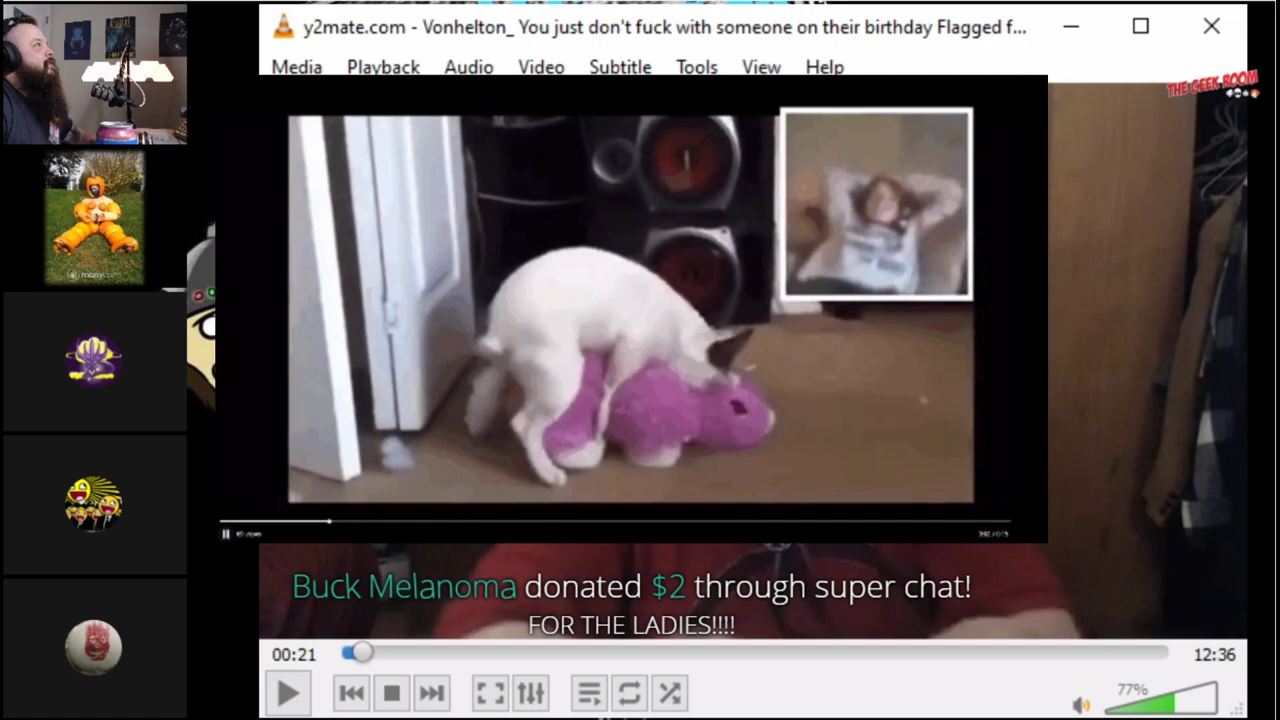 y2mate.com - Vonhelton_ You just don't fuck with someone on their birthday Flagged f...
Media Playback Audio Video Subtitle Tools View Help
THE GEEK ROOM
Buck Melanoma donated $2 through super chat!
FOR THE LADIES!!!!
00:21
12:36
77%